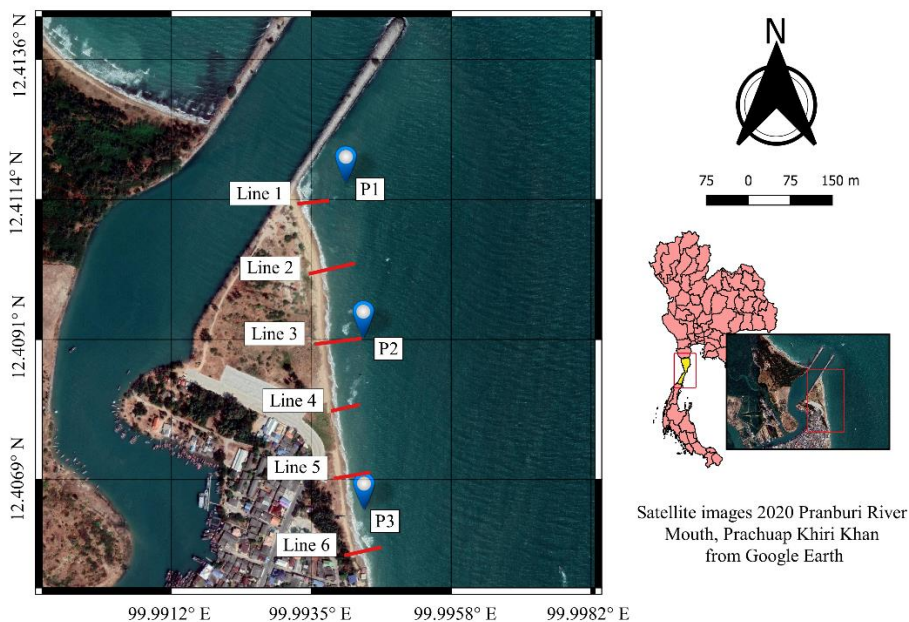 12.4136° N
12.4114° N
12.4091° N
12.4069° N
99.9912° E
99.9935° E
99.9958° E
99.9982° E
Line 1
Line 2
Line 3
Line 4
Line 5
Line 6
P1
P2
P3
N
75 0 75 150 m
Satellite images 2020 Pranburi River
Mouth, Prachuap Khiri Khan
from Google Earth